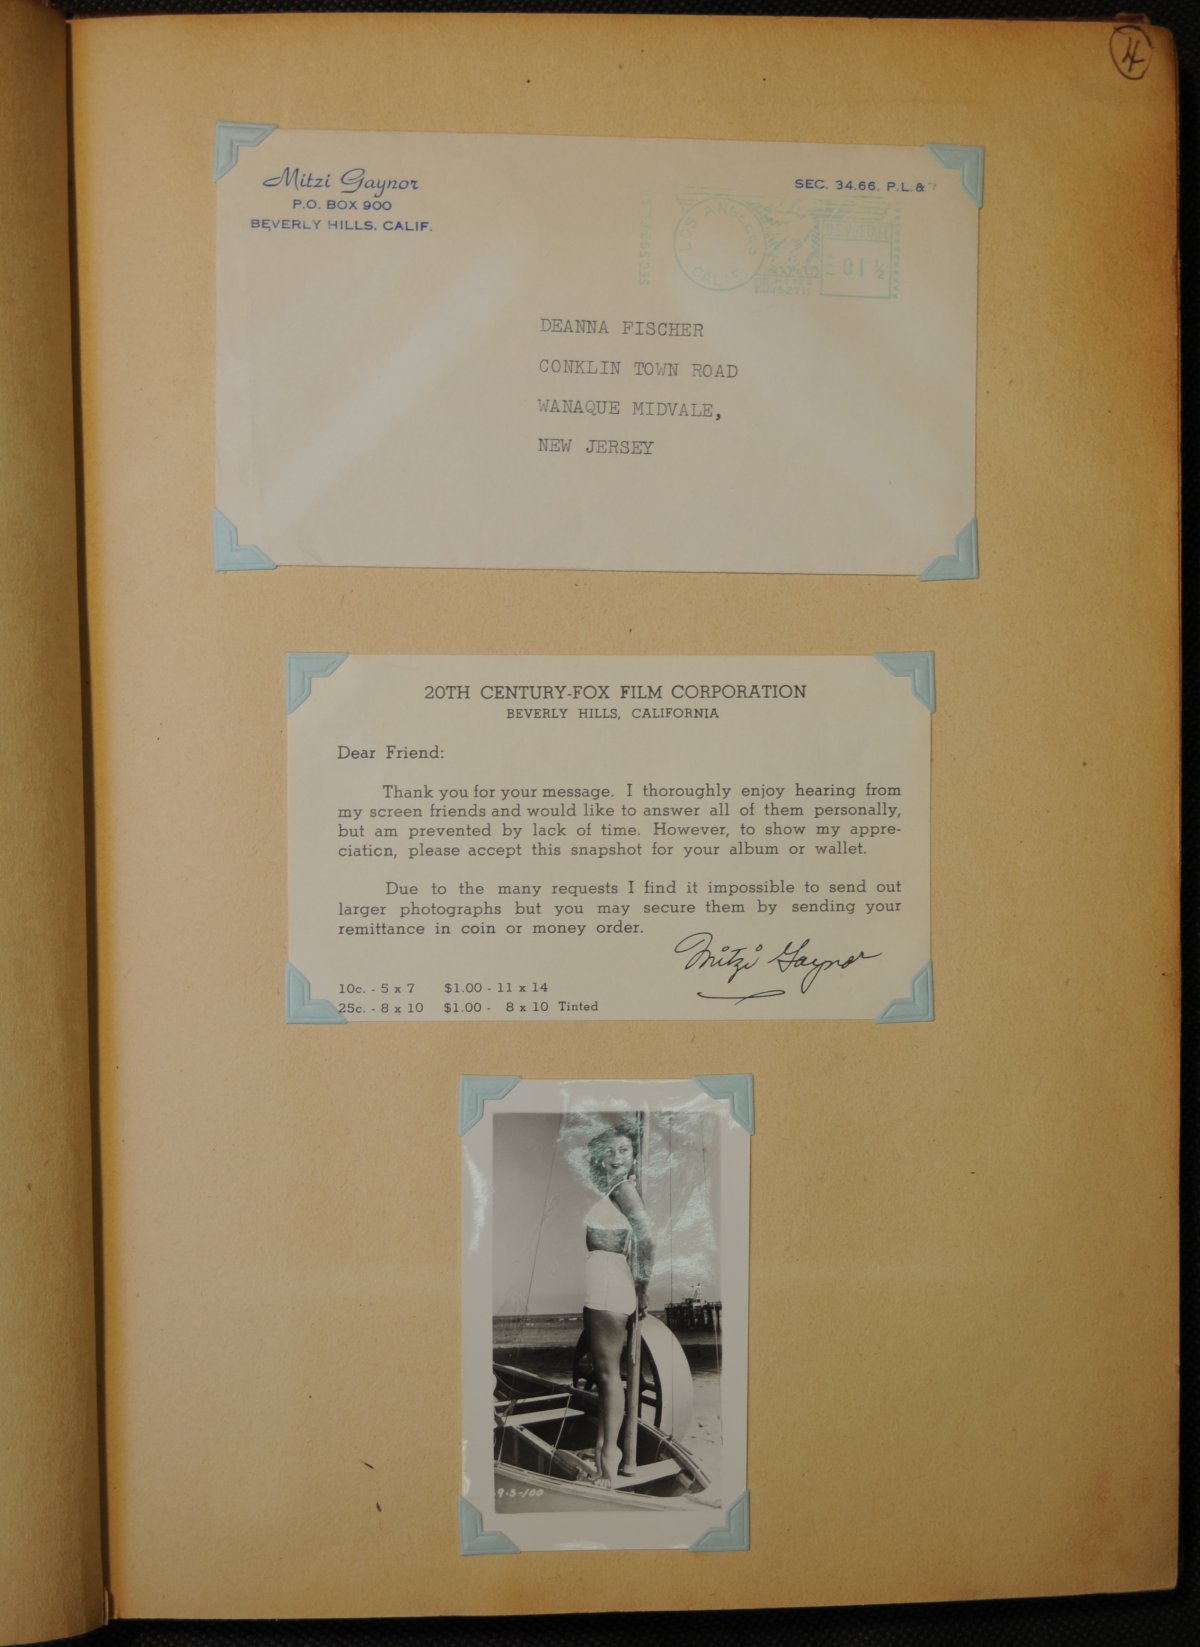 4
Mitzi Gaynor
P.O. BOX 900
BEVERLY HILLS, CALIF.
SEC. 34.66, P.L.&
LOS ANGELES
CALIF.
U.S. POSTAGE
01 ½
DEANNA FISCHER
CONKLIN TOWN ROAD
WANAQUE MIDVALE,
NEW JERSEY
20TH CENTURY-FOX FILM CORPORATION
BEVERLY HILLS, CALIFORNIA
Dear Friend:
Thank you for your message. I thoroughly enjoy hearing from
my screen friends and would like to answer all of them personally,
but am prevented by lack of time. However, to show my appre-
ciation, please accept this snapshot for your album or wallet.
Due to the many requests I find it impossible to send out
larger photographs but you may secure them by sending your
remittance in coin or money order.
Mitzi Gaynor
10c. - 5 x 7 $1.00 - 11 x 14
25c. - 8 x 10 $1.00 - 8 x 10 Tinted
9-S-100